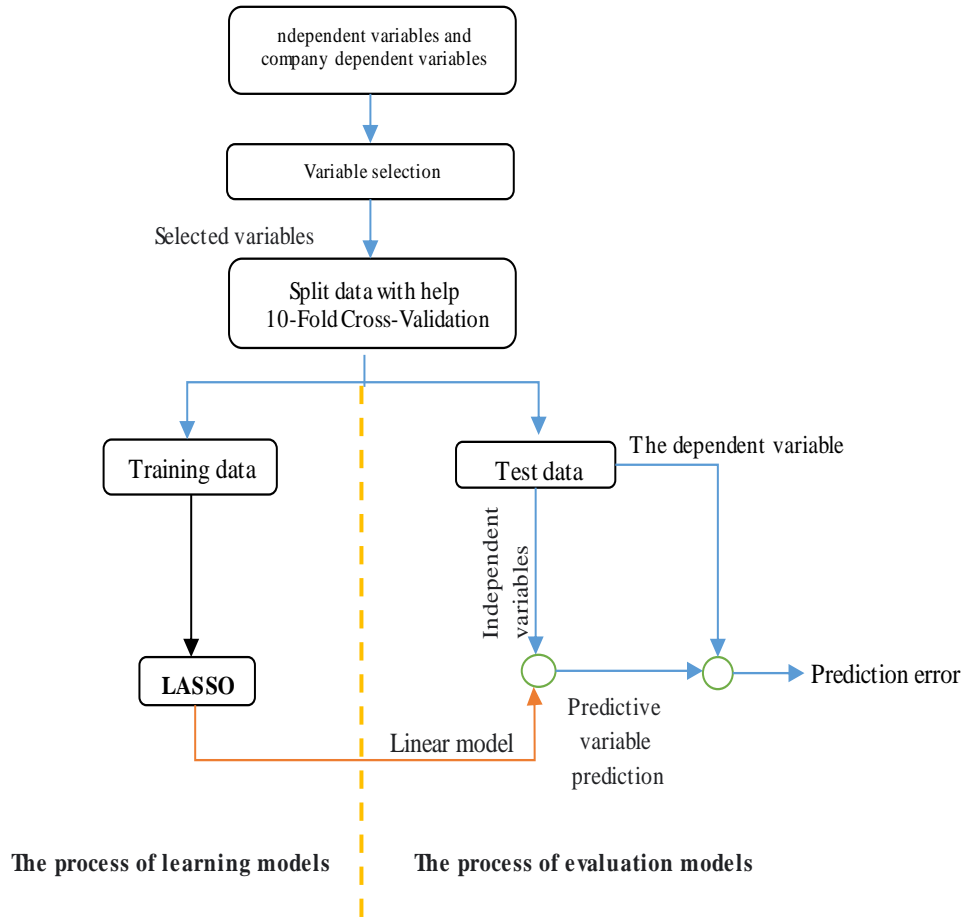 ndependent variables and
company dependent variables
Variable selection
Selected variables
Split data with help
10-Fold Cross-Validation
The dependent variable
Training data
Test data
Independent
variables
LASSO
Prediction error
Linear model
Predictive
variable
prediction
The process of learning models
The process of evaluation models